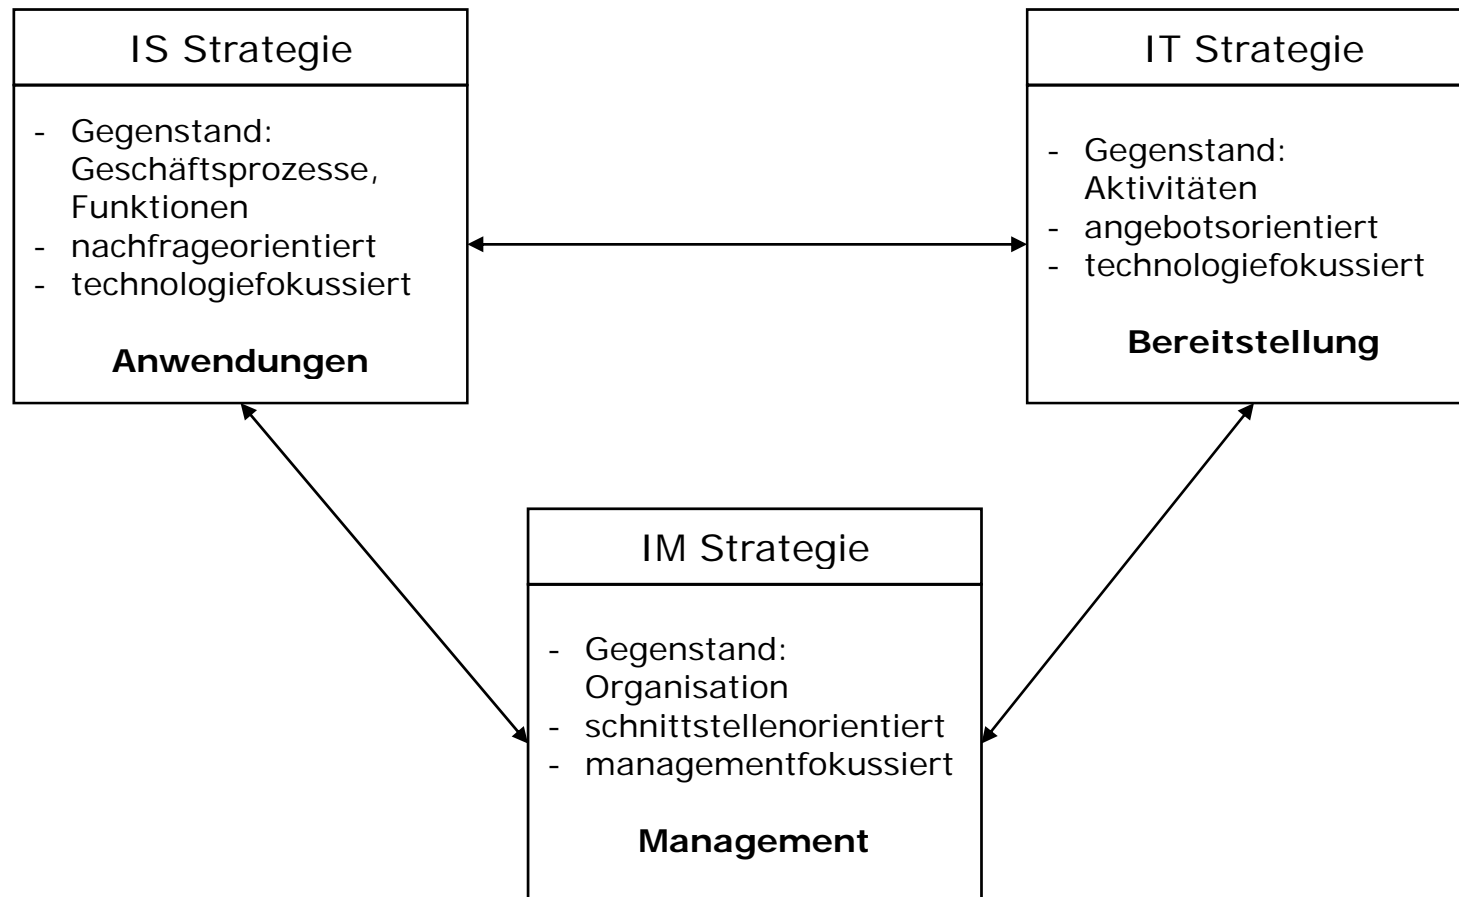 IS Strategie
- Gegenstand:
Geschäftsprozesse,
Funktionen
- nachfrageorientiert
- technologiefokussiert
Anwendungen
IT Strategie
- Gegenstand:
Aktivitäten
- angebotsorientiert
- technologiefokussiert
Bereitstellung
IM Strategie
- Gegenstand:
Organisation
- schnittstellenorientiert
- managementfokussiert
Management